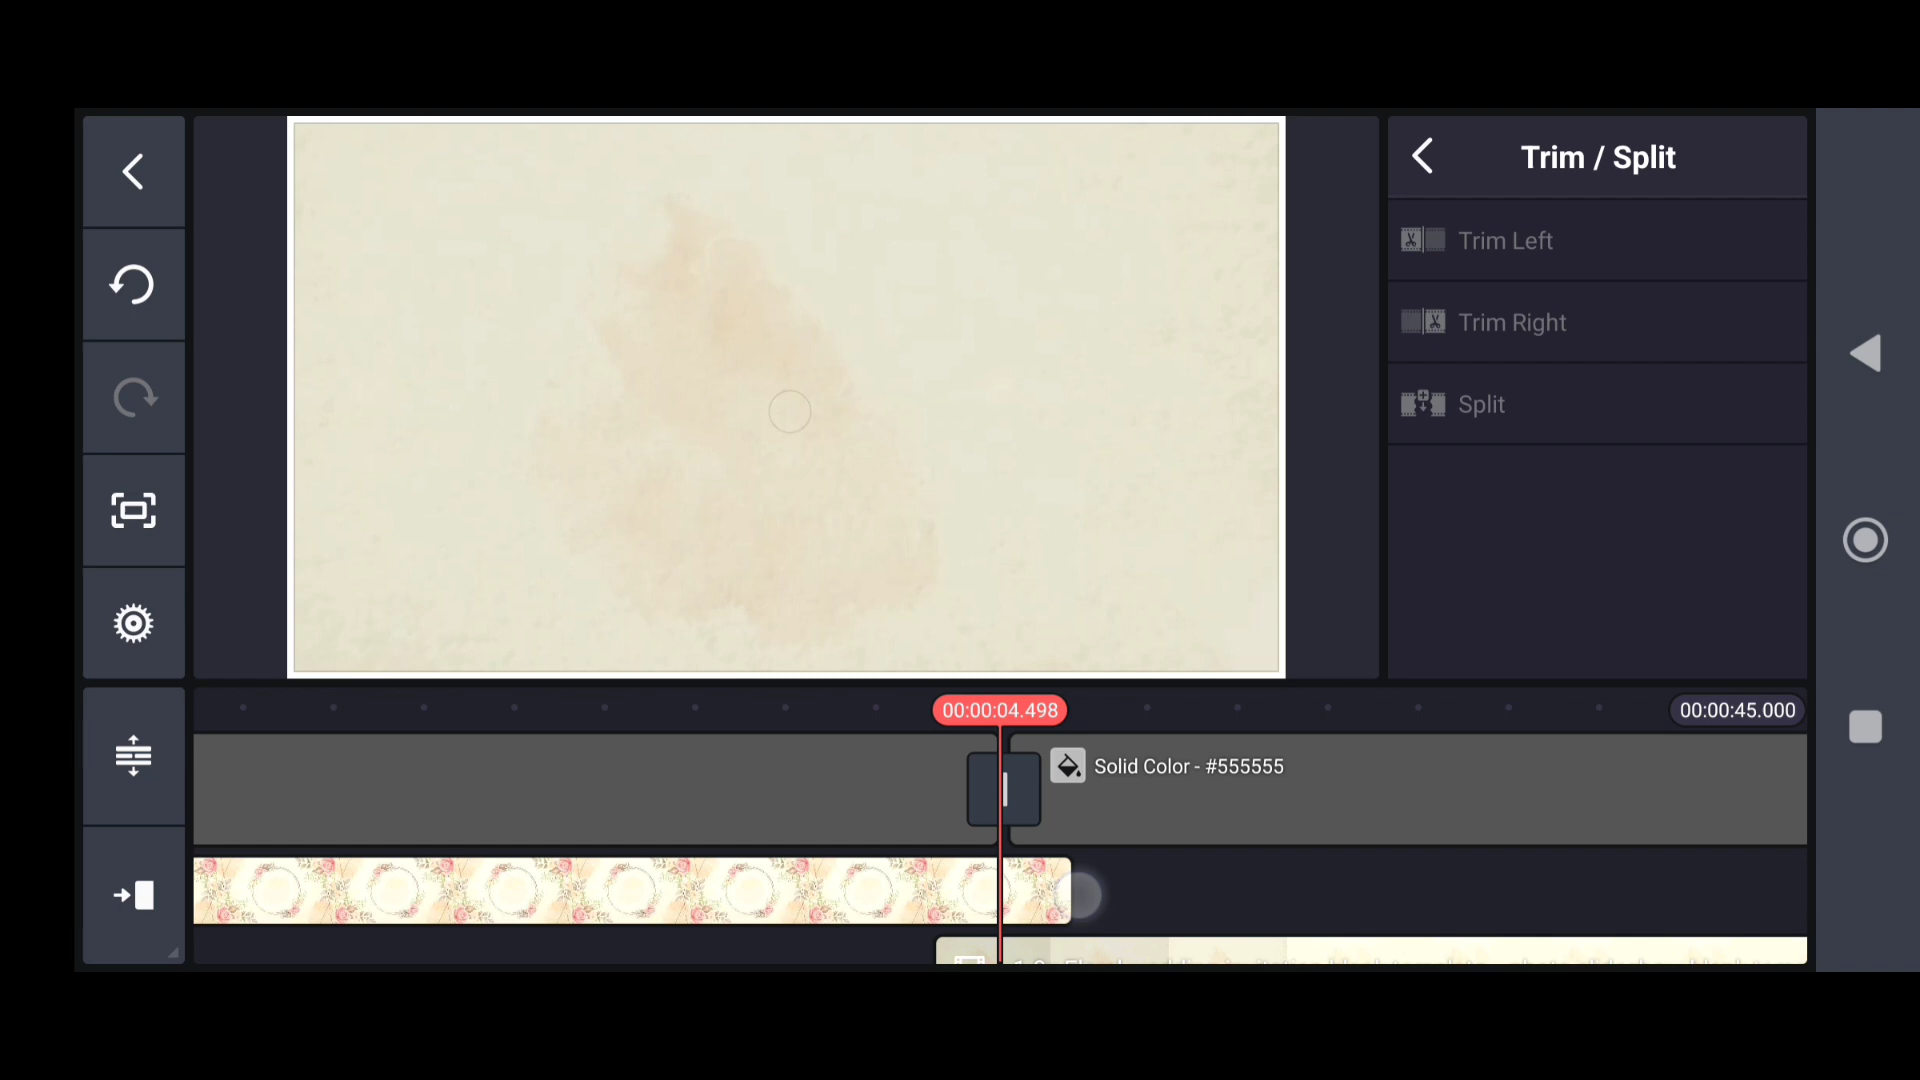 Trim / Split
Trim Left
Trim Right
Split
00:00:04.498
00:00:45.000
Solid Color - #555555